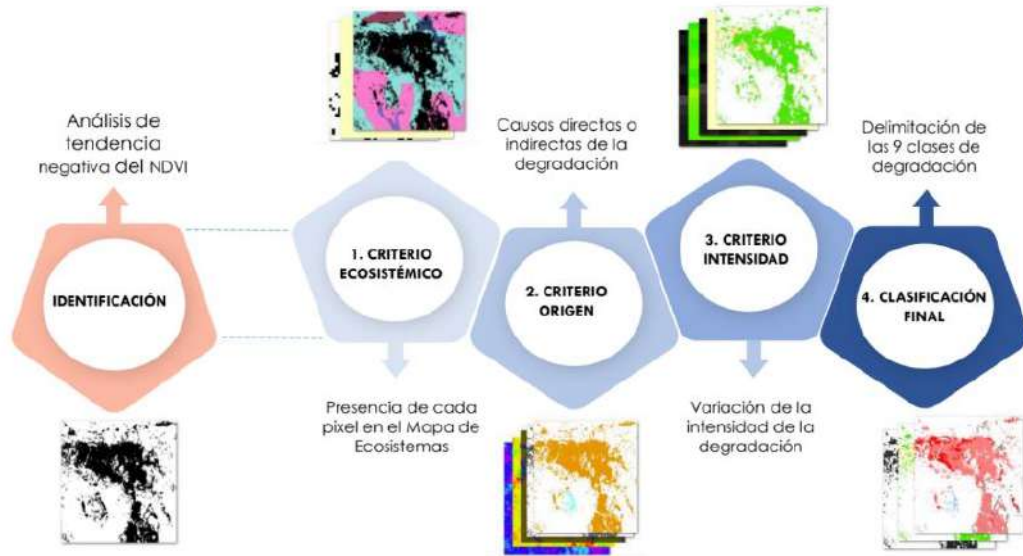 Análisis de
tendencia
negativa del NDVI
IDENTIFICACIÓN
1. CRITERIO
ECOSISTÉMICO
Presencia de cada
pixel en el Mapa de
Ecosistemas
Causas directas o
indirectas de la
degradación
2. CRITERIO
ORIGEN
3. CRITERIO
INTENSIDAD
Variación de la
intensidad de la
degradación
Delimitación de
las 9 clases de
degradación
4. CLASIFICACIÓN
FINAL